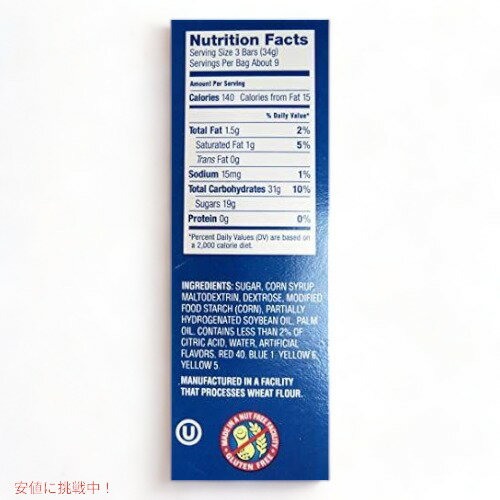 Nutrition Facts
Serving Size 3 Bars (34g)
Servings Per Bag About 9
Amount Per Serving
Calories 140 Calories from Fat 15
% Daily Value*
Total Fat 1.5g 2%
Saturated Fat 1g 5%
Trans Fat 0g
Sodium 15mg 1%
Total Carbohydrates 31g 10%
Sugars 19g
Protein 0g 0%
*Percent Daily Values (DV) are based on
a 2,000 calorie diet.
INGREDIENTS: SUGAR, CORN SYRUP,
MALTODEXTRIN, DEXTROSE, MODIFIED
FOOD STARCH (CORN), PARTIALLY
HYDROGENATED SOYBEAN OIL, PALM
OIL. CONTAINS LESS THAN 2% OF
CITRIC ACID, WATER, ARTIFICIAL
FLAVORS, RED 40, BLUE 1, YELLOW 6,
YELLOW 5.
MANUFACTURED IN A FACILITY
THAT PROCESSES WHEAT FLOUR.
U
MADE IN A NUT FREE FACILITY
GLUTEN FREE
安値に挑戦中！